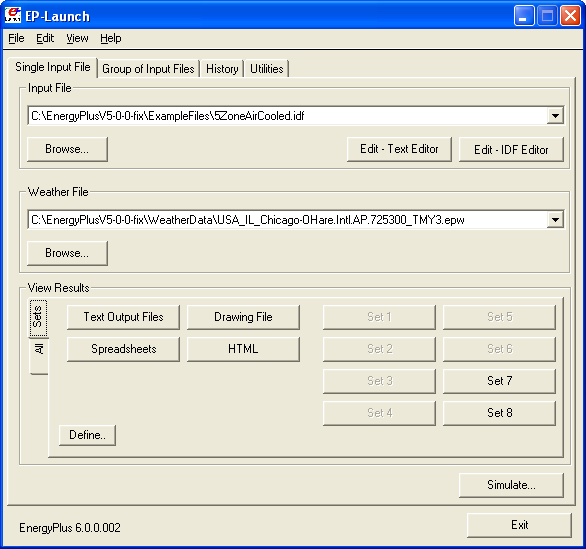 EP-Launch
File Edit View Help
Single Input File Group of Input Files History Utilities
Input File
C:\EnergyPlusV5-0-0-fix\ExampleFiles\5ZoneAirCooled.idf
Browse... Edit - Text Editor Edit - IDF Editor
Weather File
C:\EnergyPlusV5-0-0-fix\WeatherData\USA_IL_Chicago-OHare.Intl.AP.725300_TMY3.epw
Browse...
View Results
Sets Text Output Files Drawing File Set 1 Set 5
All Spreadsheets HTML Set 2 Set 6
Set 3 Set 7
Set 4 Set 8
Define..
Simulate...
EnergyPlus 6.0.0.002 Exit